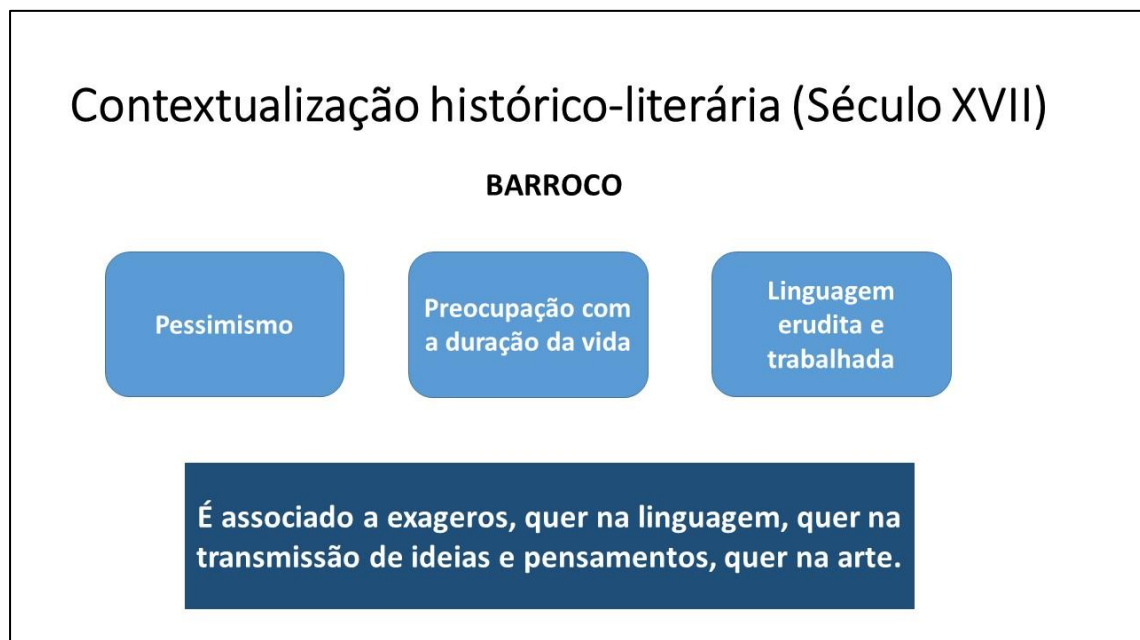 Contextualização histórico-literária (Século XVII)
BARROCO
Pessimismo
Preocupação com
a duração da vida
Linguagem
erudita e
trabalhada
É associado a exageros, quer na linguagem, quer na
transmissão de ideias e pensamentos, quer na arte.